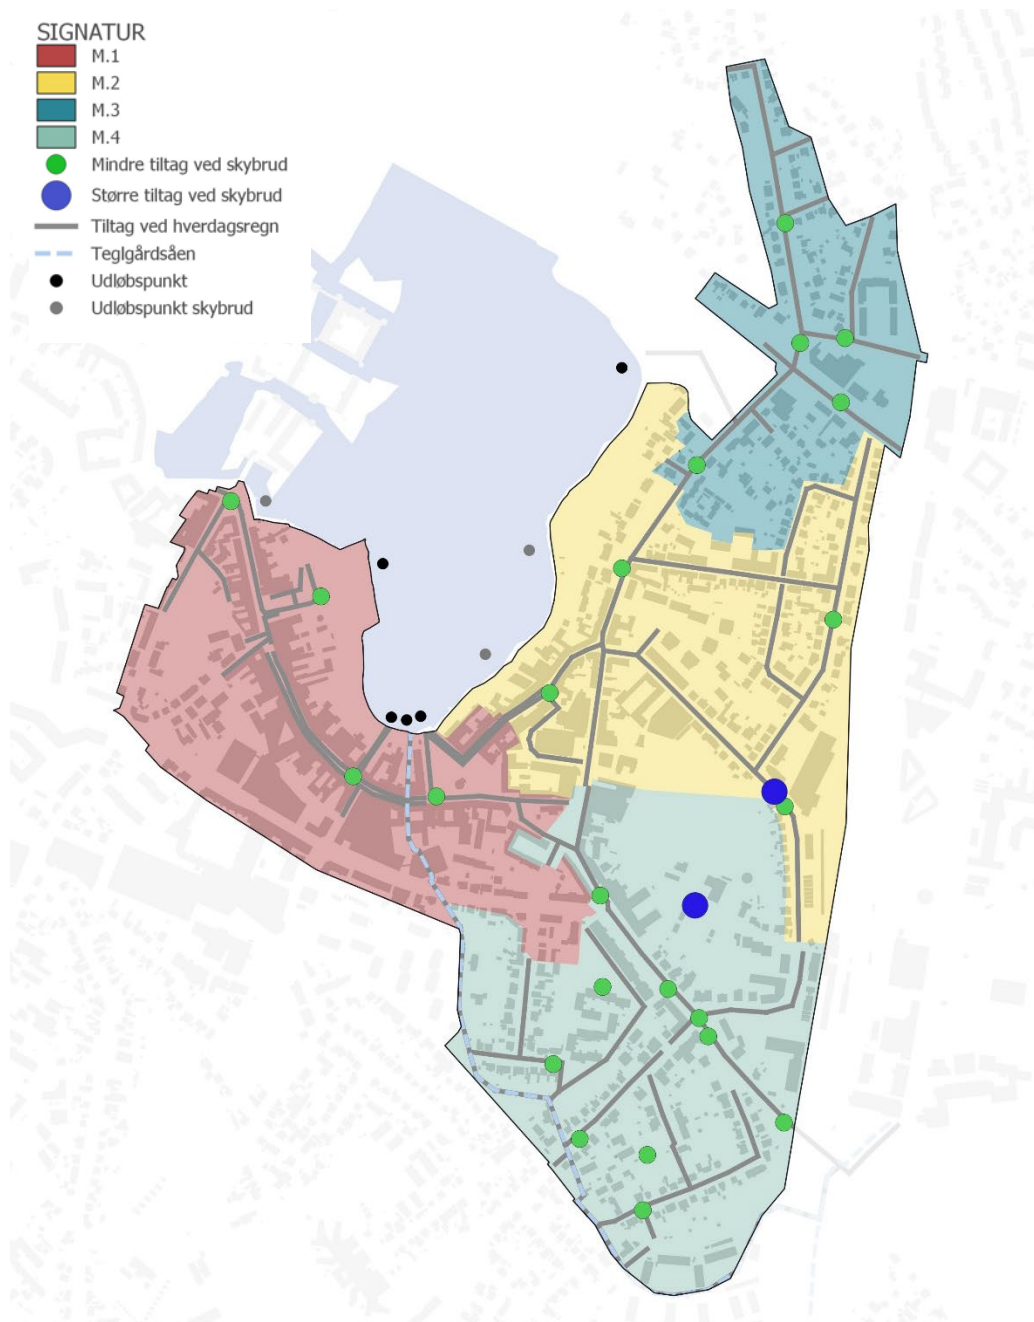 SIGNATUR
M.1
M.2
M.3
M.4
Mindre tiltag ved skybrud
Større tiltag ved skybrud
Tiltag ved hverdagsregn
Teglgårdsåen
Udløbspunkt
Udløbspunkt skybrud